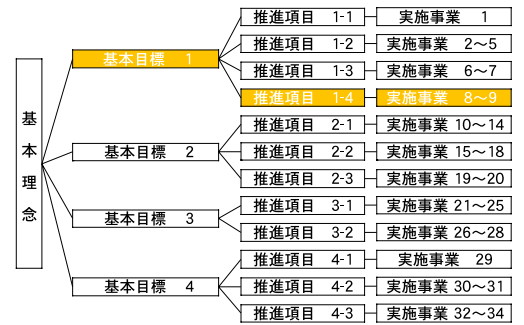 基本理念
基本目標 1
推進項目 1-1 実施事業 1
推進項目 1-2 実施事業 2〜5
推進項目 1-3 実施事業 6〜7
推進項目 1-4 実施事業 8〜9
基本目標 2
推進項目 2-1 実施事業 10〜14
推進項目 2-2 実施事業 15〜18
推進項目 2-3 実施事業 19〜20
基本目標 3
推進項目 3-1 実施事業 21〜25
推進項目 3-2 実施事業 26〜28
基本目標 4
推進項目 4-1 実施事業 29
推進項目 4-2 実施事業 30〜31
推進項目 4-3 実施事業 32〜34